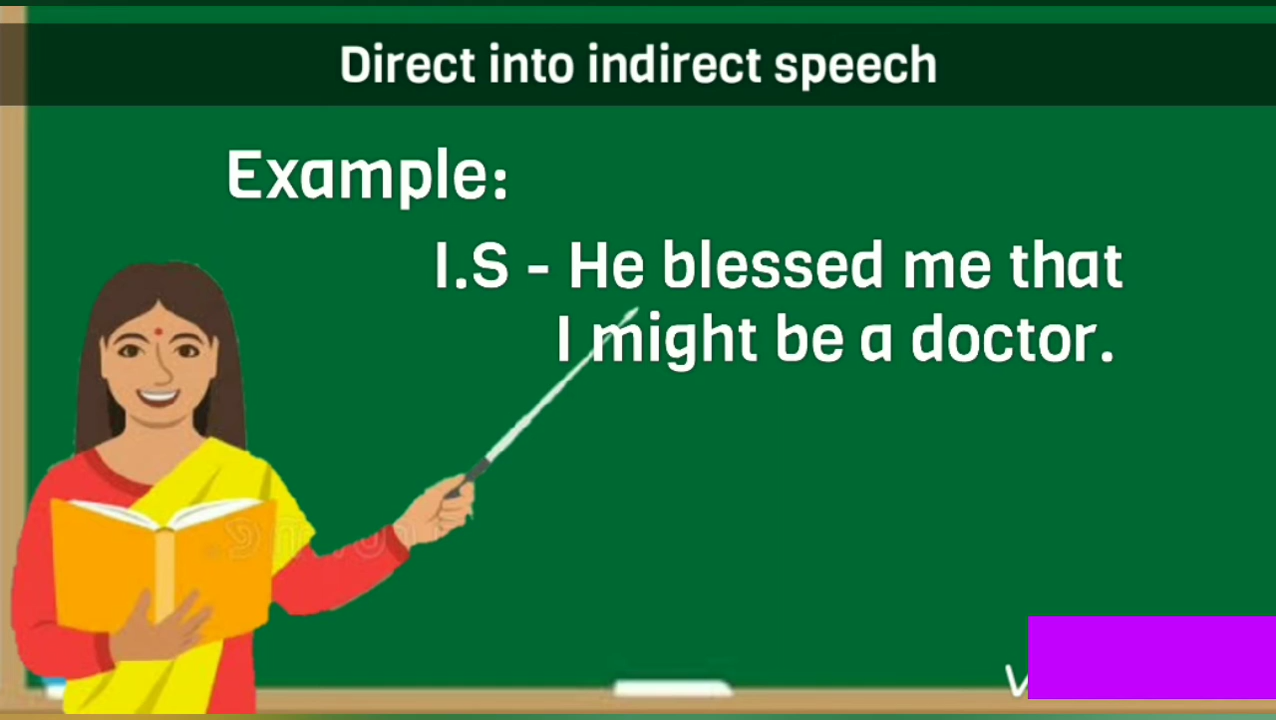 Direct into indirect speech
Example:
I.S - He blessed me that
I might be a doctor.